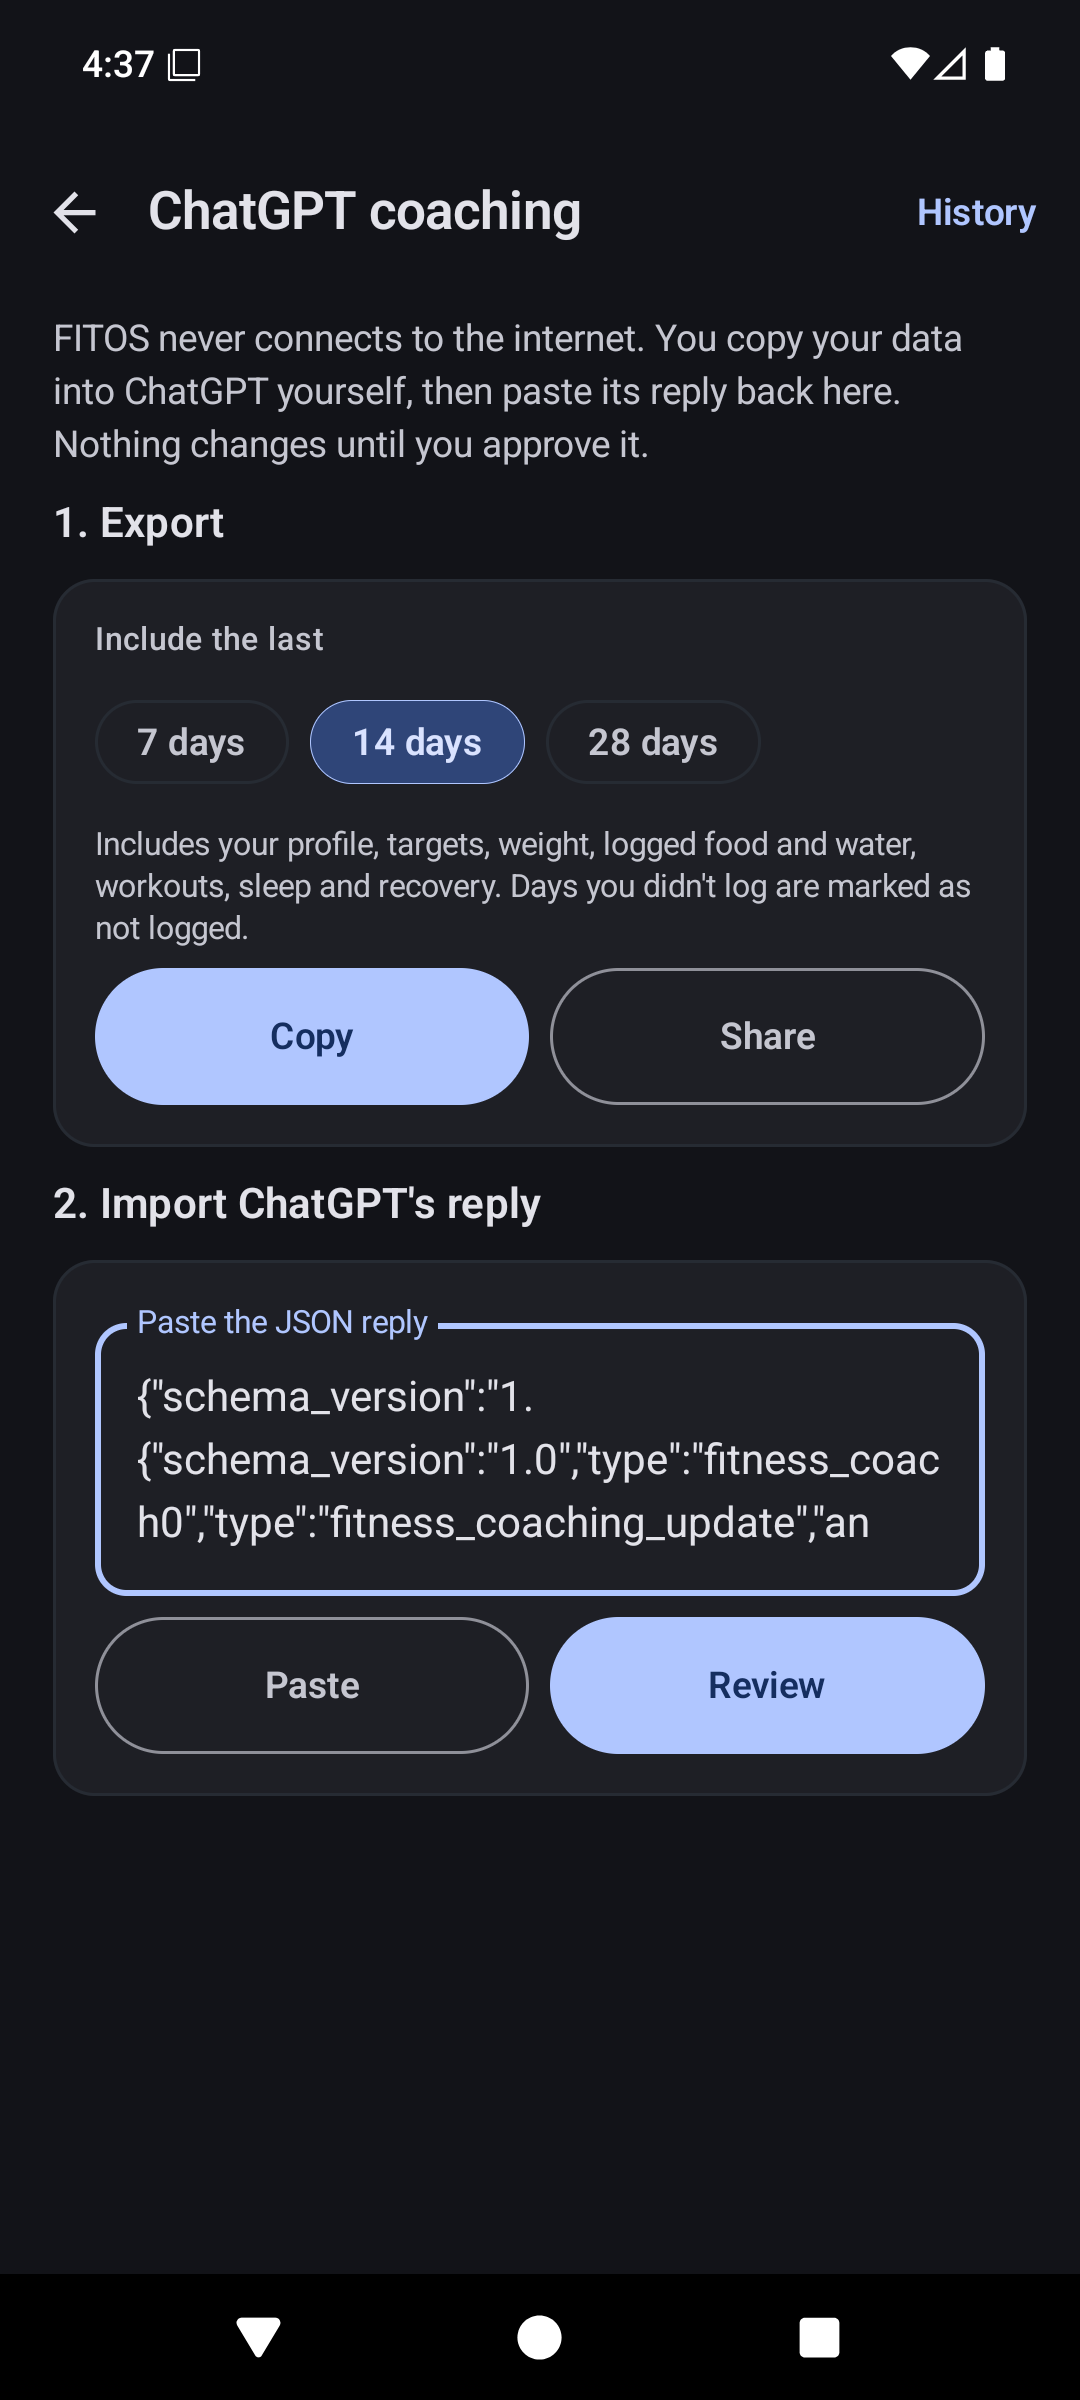 4:37
ChatGPT coaching
History
FITOS never connects to the internet. You copy your data
into ChatGPT yourself, then paste its reply back here.
Nothing changes until you approve it.
1. Export
Include the last
7 days
14 days
28 days
Includes your profile, targets, weight, logged food and water,
workouts, sleep and recovery. Days you didn't log are marked as
not logged.
Copy
Share
2. Import ChatGPT's reply
Paste the JSON reply
{"schema_version":"1.
{"schema_version":"1.0","type":"fitness_coac
h0","type":"fitness_coaching_update","an
Paste
Review